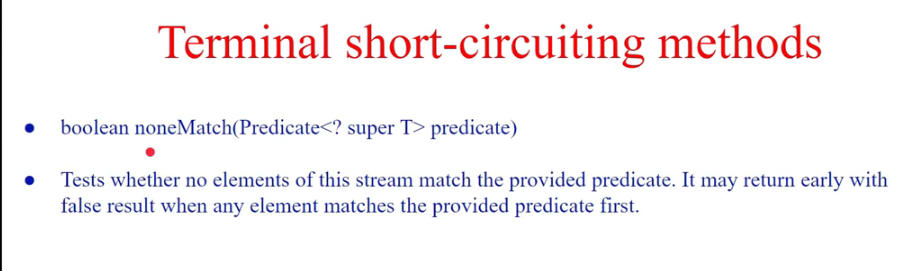 Terminal short-circuiting methods
boolean noneMatch(Predicate<? super T> predicate)
Tests whether no elements of this stream match the provided predicate. It may return early with
false result when any element matches the provided predicate first.